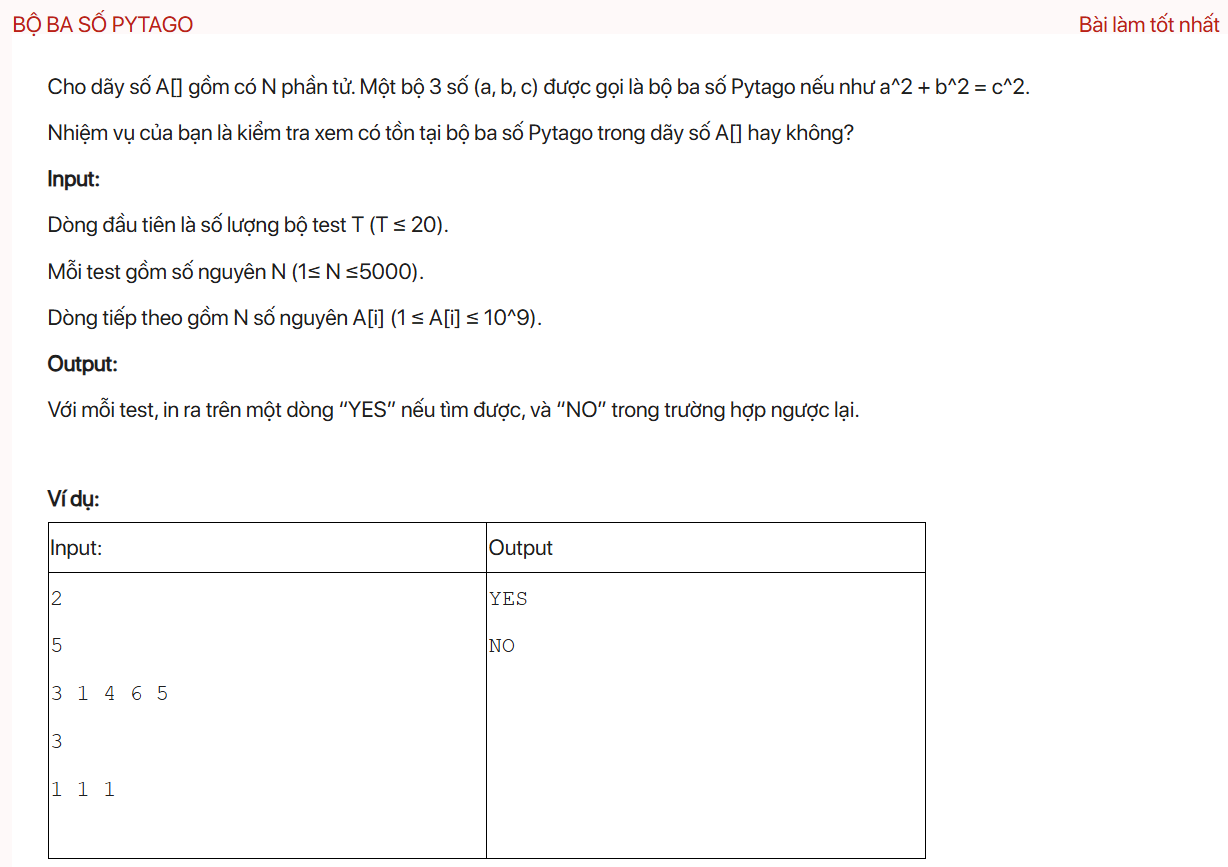 BỘ BA SỐ PYTAGO
Bài làm tốt nhất
Cho dãy số A[] gồm có N phần tử. Một bộ 3 số (a, b, c) được gọi là bộ ba số Pytago nếu như a^2 + b^2 = c^2.
Nhiệm vụ của bạn là kiểm tra xem có tồn tại bộ ba số Pytago trong dãy số A[] hay không?
Input:
Dòng đầu tiên là số lượng bộ test T (T ≤ 20).
Mỗi test gồm số nguyên N (1≤ N ≤5000).
Dòng tiếp theo gồm N số nguyên A[i] (1 ≤ A[i] ≤ 10^9).
Output:
Với mỗi test, in ra trên một dòng “YES” nếu tìm được, và “NO” trong trường hợp ngược lại.
Ví dụ:
Input:
Output
2
5
3 1 4 6 5
3
1 1 1
YES
NO